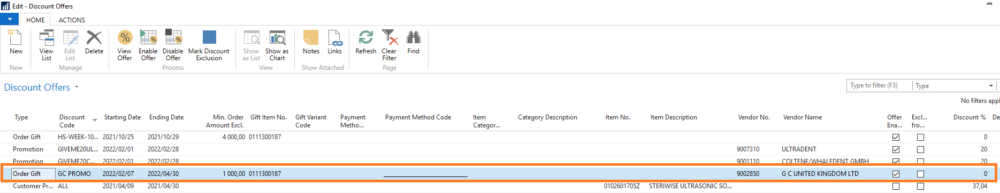 Edit - Discount Offers
HOME ACTIONS
New View List Edit List Delete View Offer Enable Offer Disable Offer Mark Discount Exclusion Show as List Show as Chart Notes Links Refresh Clear Filter Find
New Manage Process View Show Attached Page
Discount Offers
Type to filter (F3) Type
No filters appl
Type Discount Code Starting Date Ending Date Min. Order Amount Excl. Gift Item No. Gift Variant Code Payment Metho... Payment Method Code Item Categor... Category Description Item No. Item Description Vendor No. Vendor Name Offer Ena... Excl... fro... Discount % De
Order Gift HS-WEEK-10... 2021/10/25 2021/10/29 4 000,00 0111300187 0
Promotion GIVEME20UL... 2022/02/01 2022/02/28 9007310 ULTRADENT 20
Promotion GIVEME20C... 2022/02/01 2022/02/28 9001110 COLTENE/WHALEDENT GMBH 20
Order Gift GC PROMO 2022/02/07 2022/04/30 1 000,00 0111300187 9002850 G C UNITED KINGDOM LTD 0
Customer Pr... ALL 2021/04/09 2021/04/30 0102601705Z STERIWISE ULTRASONIC SO... 37,04